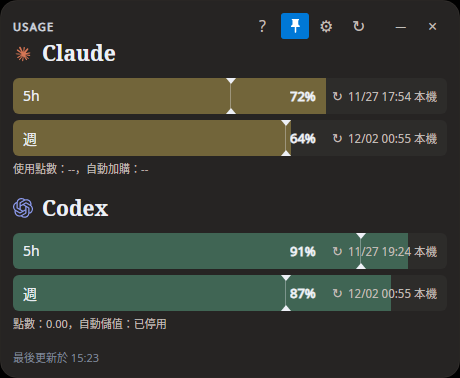 USAGE ?
Claude
5h 72% ↻ 11/27 17:54 本機
週 64% ↻ 12/02 00:55 本機
使用點數：--，自動加購：--
Codex
5h 91% ↻ 11/27 19:24 本機
週 87% ↻ 12/02 00:55 本機
點數：0.00，自動儲值：已停用
最後更新於 15:23